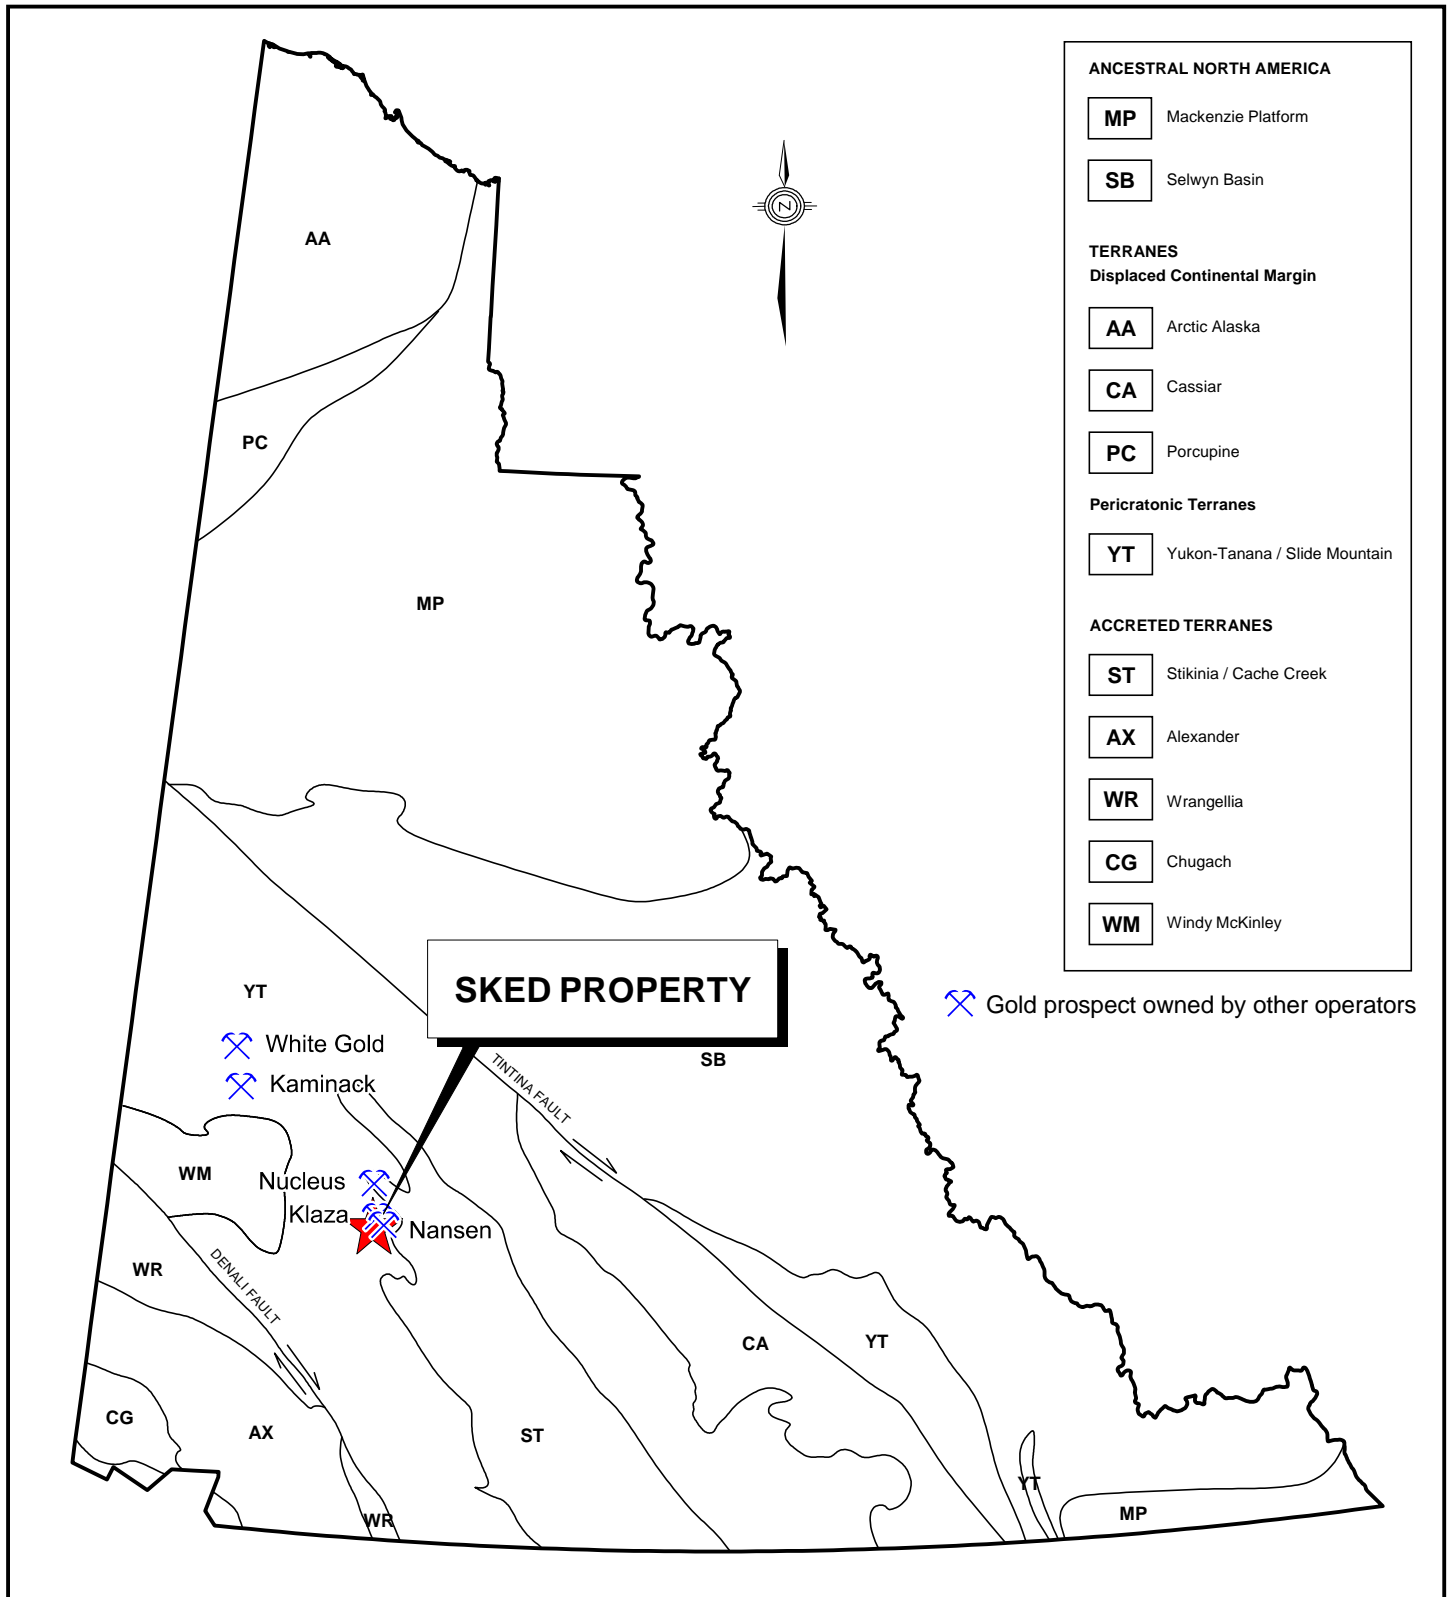 ANCESTRAL NORTH AMERICA
MP Mackenzie Platform
SB Selwyn Basin
TERRANES
Displaced Continental Margin
AA Arctic Alaska
CA Cassiar
PC Porcupine
Pericratonic Terranes
YT Yukon-Tanana / Slide Mountain
ACCRETED TERRANES
ST Stikinia / Cache Creek
AX Alexander
WR Wrangellia
CG Chugach
WM Windy McKinley
Gold prospect owned by other operators
N
AA
PC
MP
SKED PROPERTY
YT
White Gold
Kaminack
SB
TINTINA FAULT
WM
Nucleus
Klaza
Nansen
WR
DENALI FAULT
CA
YT
CG
AX
ST
YT
WR
MP